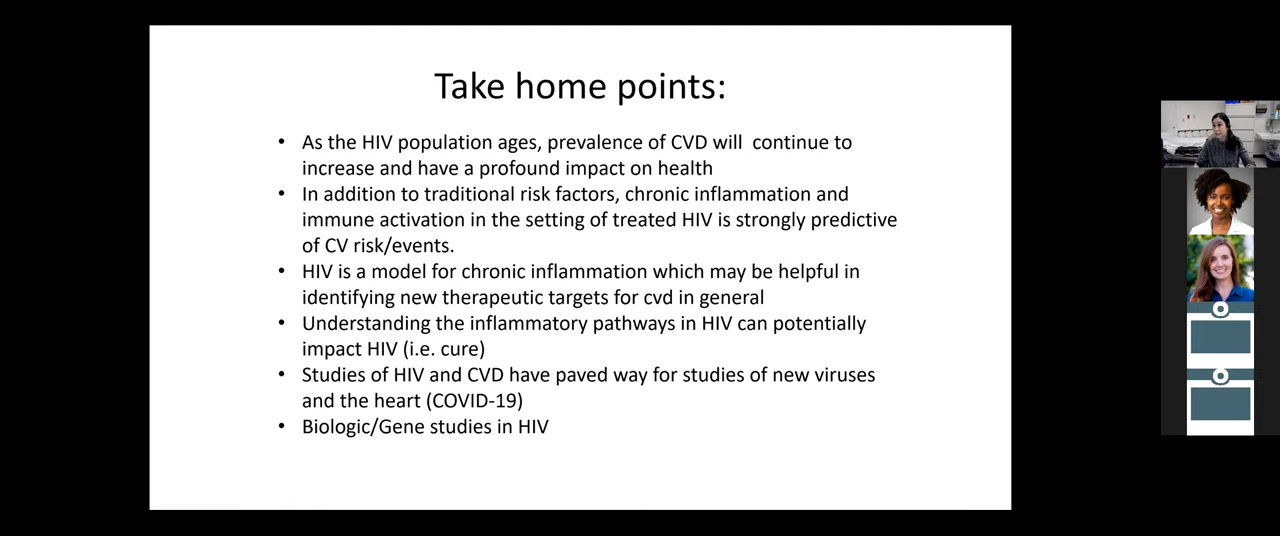 Take home points:
• As the HIV population ages, prevalence of CVD will  continue to
increase and have a profound impact on health
• In addition to traditional risk factors, chronic inflammation and
immune activation in the setting of treated HIV is strongly predictive
of CV risk/events.
• HIV is a model for chronic inflammation which may be helpful in
identifying new therapeutic targets for cvd in general
• Understanding the inflammatory pathways in HIV can potentially
impact HIV (i.e. cure)
• Studies of HIV and CVD have paved way for studies of new viruses
and the heart (COVID-19)
• Biologic/Gene studies in HIV